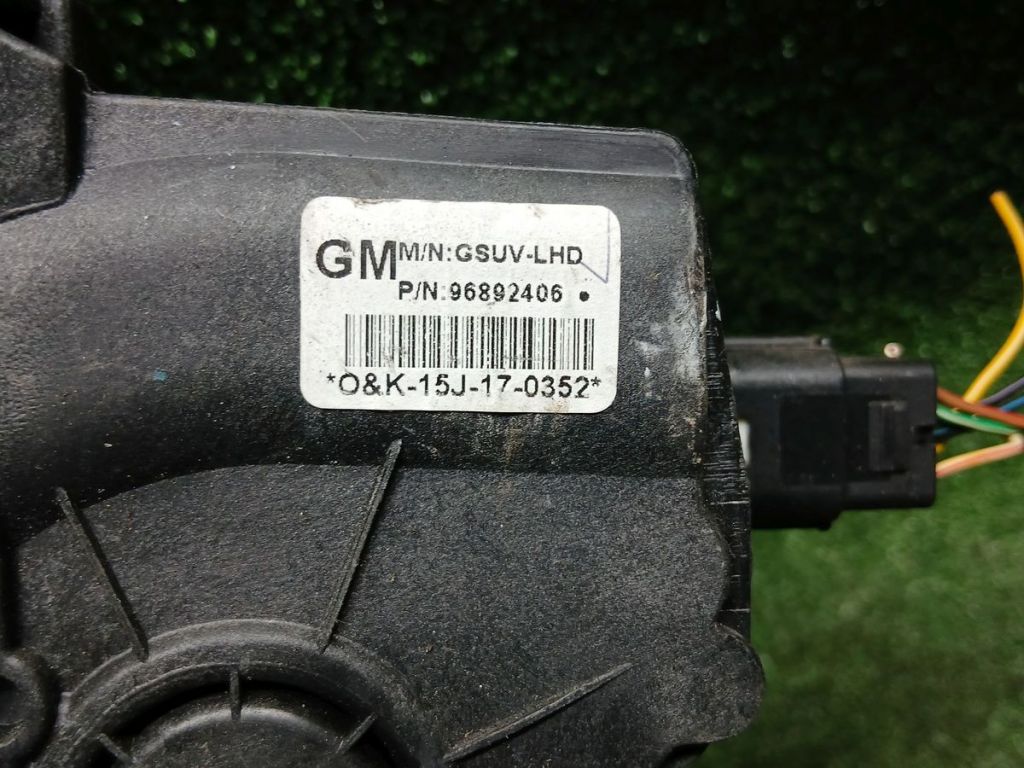 GM M/N:GSUV-LHD
P/N:96892406
*O&K-15J-17-0352*